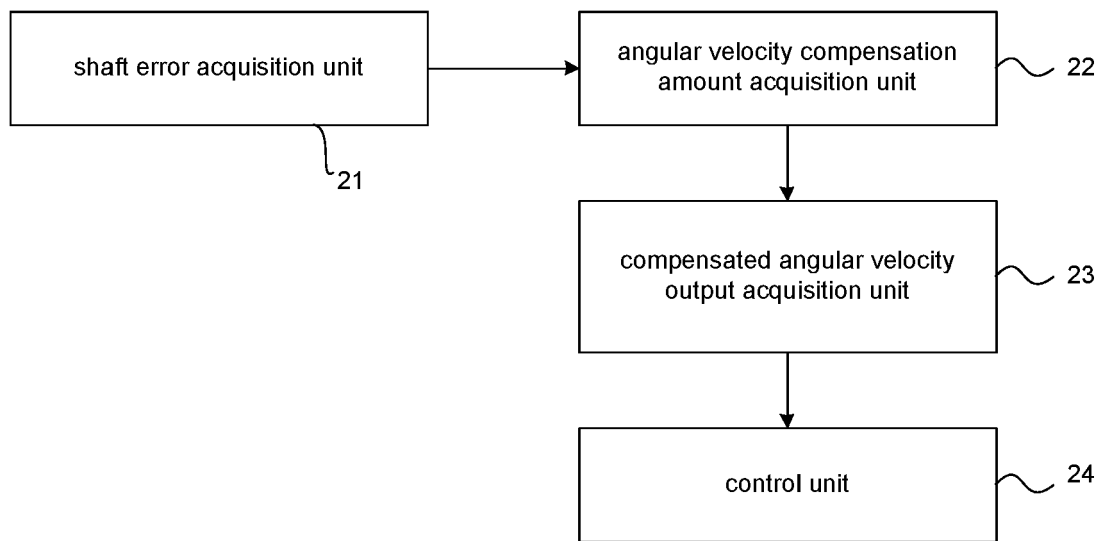 shaft error acquisition unit
21
angular velocity compensation
amount acquisition unit
22
compensated angular velocity
output acquisition unit
23
control unit
24